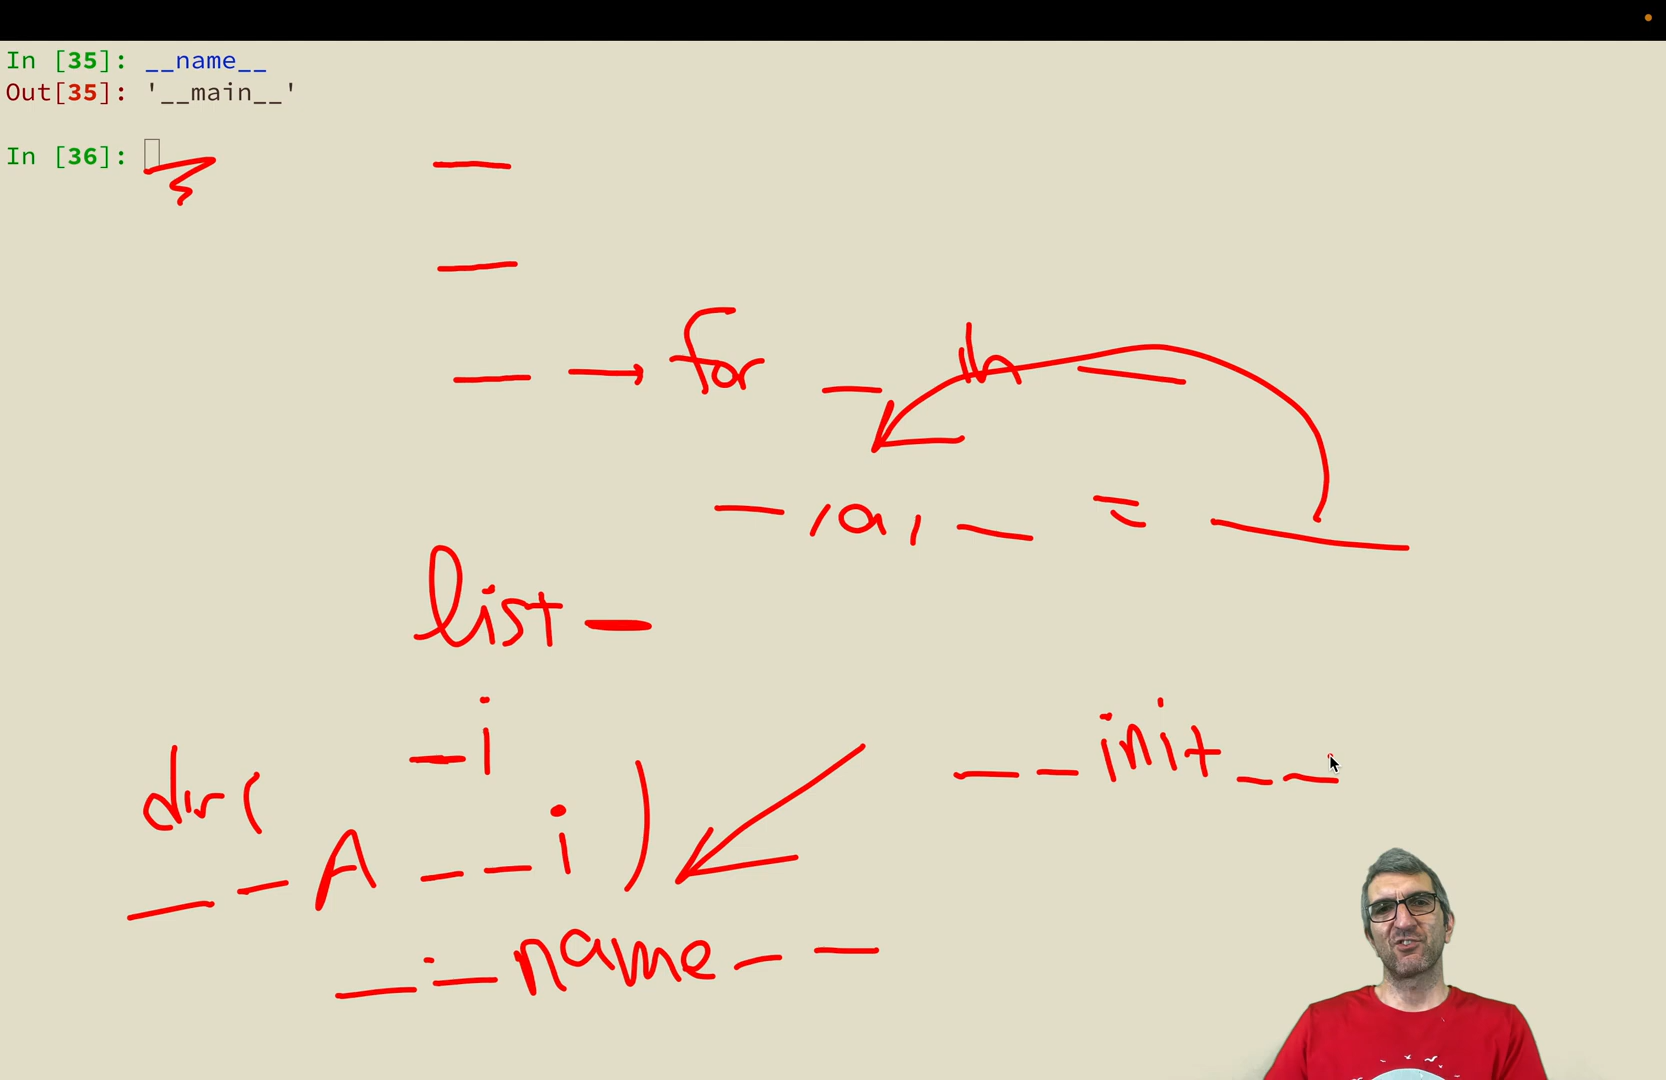 In [35]: __name__
Out[35]: '__main__'
In [36]:
_
_
_ → for _ in _
_, a, _ = _
list_
_i
dir(
__A__i)
__init__
__name__